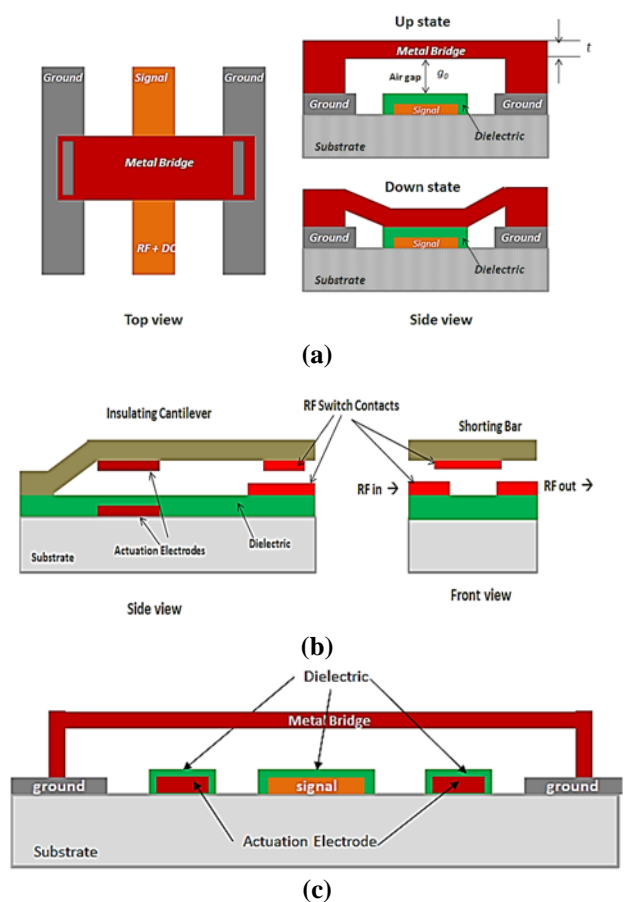 Up state
Ground
Signal
Ground
Metal Bridge
t
Air gap
g0
Metal Bridge
Ground
Signal
Ground
Dielectric
Substrate
Down state
RF + DC
Ground
Signal
Ground
Dielectric
Substrate
Top view
Side view
(a)
Insulating Cantilever
RF Switch Contacts
Shorting Bar
RF in →
RF out →
Actuation Electrodes
Dielectric
Substrate
Side view
Front view
(b)
Dielectric
Metal Bridge
ground
signal
ground
Actuation Electrode
Substrate
(c)